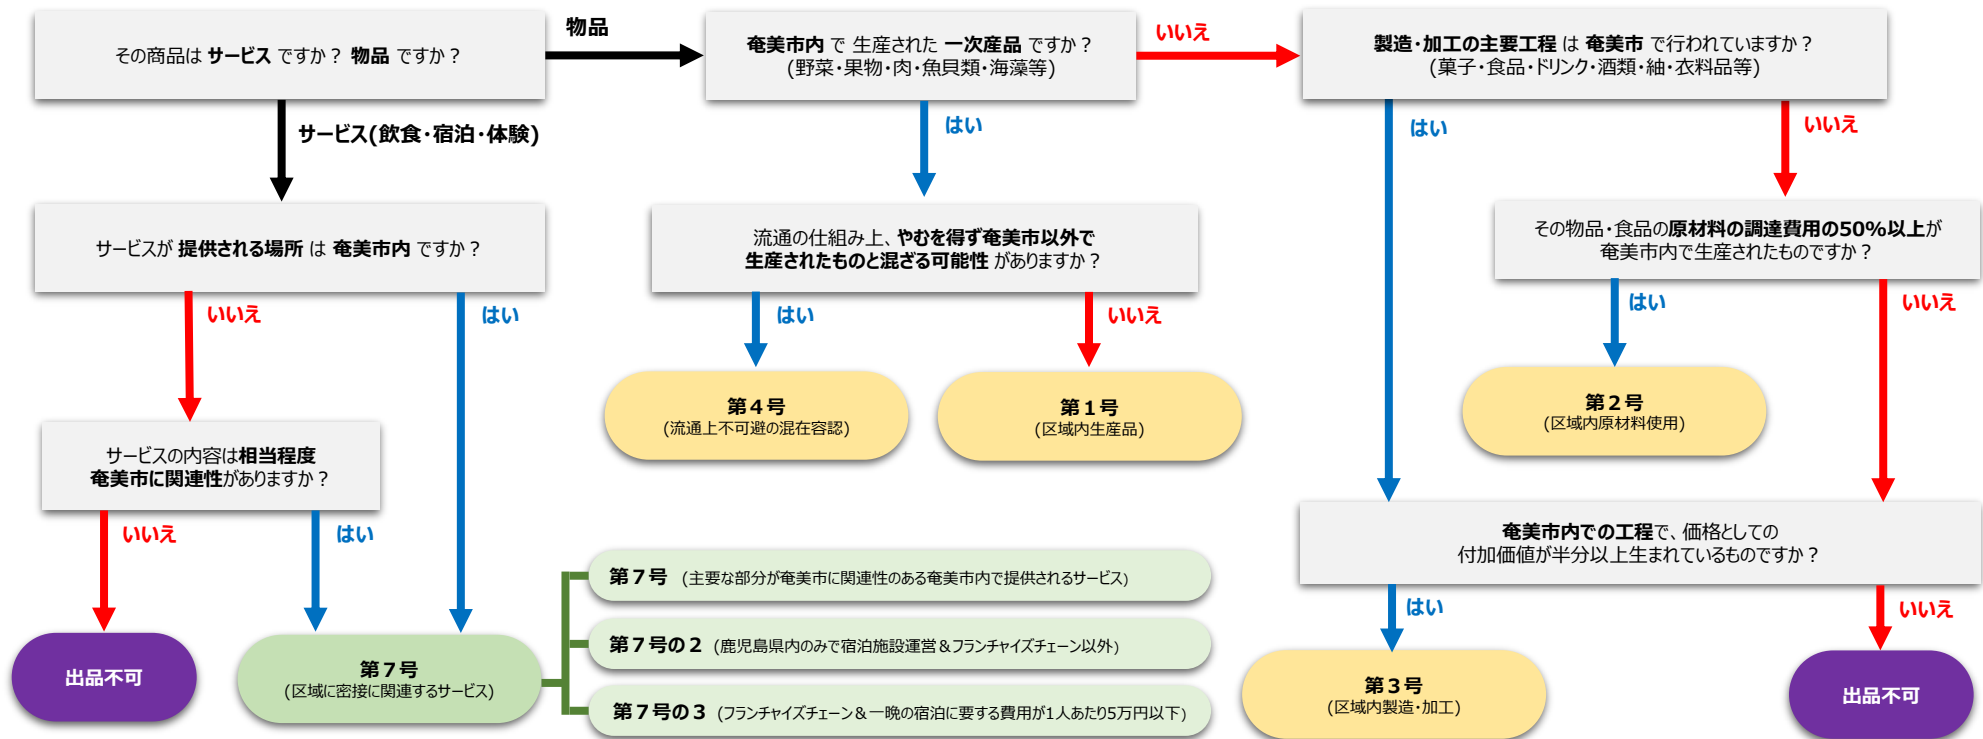 その商品は サービス ですか？ 物品 ですか？
物品
奄美市内 で 生産された 一次産品 ですか？
(野菜・果物・肉・魚貝類・海藻等)
いいえ
製造・加工の主要工程 は 奄美市 で行われていますか？
(菓子・食品・ドリンク・酒類・紬・衣料品等)
サービス(飲食・宿泊・体験)
はい
はい
いいえ
サービスが 提供される場所 は 奄美市内 ですか？
流通の仕組み上、やむを得ず奄美市以外で
生産されたものと混ざる可能性 がありますか？
その物品・食品の原材料の調達費用の50%以上が
奄美市内で生産されたものですか？
いいえ
はい
はい
いいえ
はい
いいえ
第４号
(流通上不可避の混在容認)
第１号
(区域内生産品)
第２号
(区域内原材料使用)
サービスの内容は相当程度
奄美市に関連性がありますか？
いいえ
はい
奄美市内での工程で、価格としての
付加価値が半分以上生まれているものですか？
はい
いいえ
出品不可
第７号
(区域に密接に関連するサービス)
第７号 (主要な部分が奄美市に関連性のある奄美市内で提供されるサービス)
第７号の２ (鹿児島県内のみで宿泊施設運営＆フランチャイズチェーン以外)
第７号の３ (フランチャイズチェーン＆一晩の宿泊に要する費用が1人あたり5万円以下)
第３号
(区域内製造・加工)
出品不可